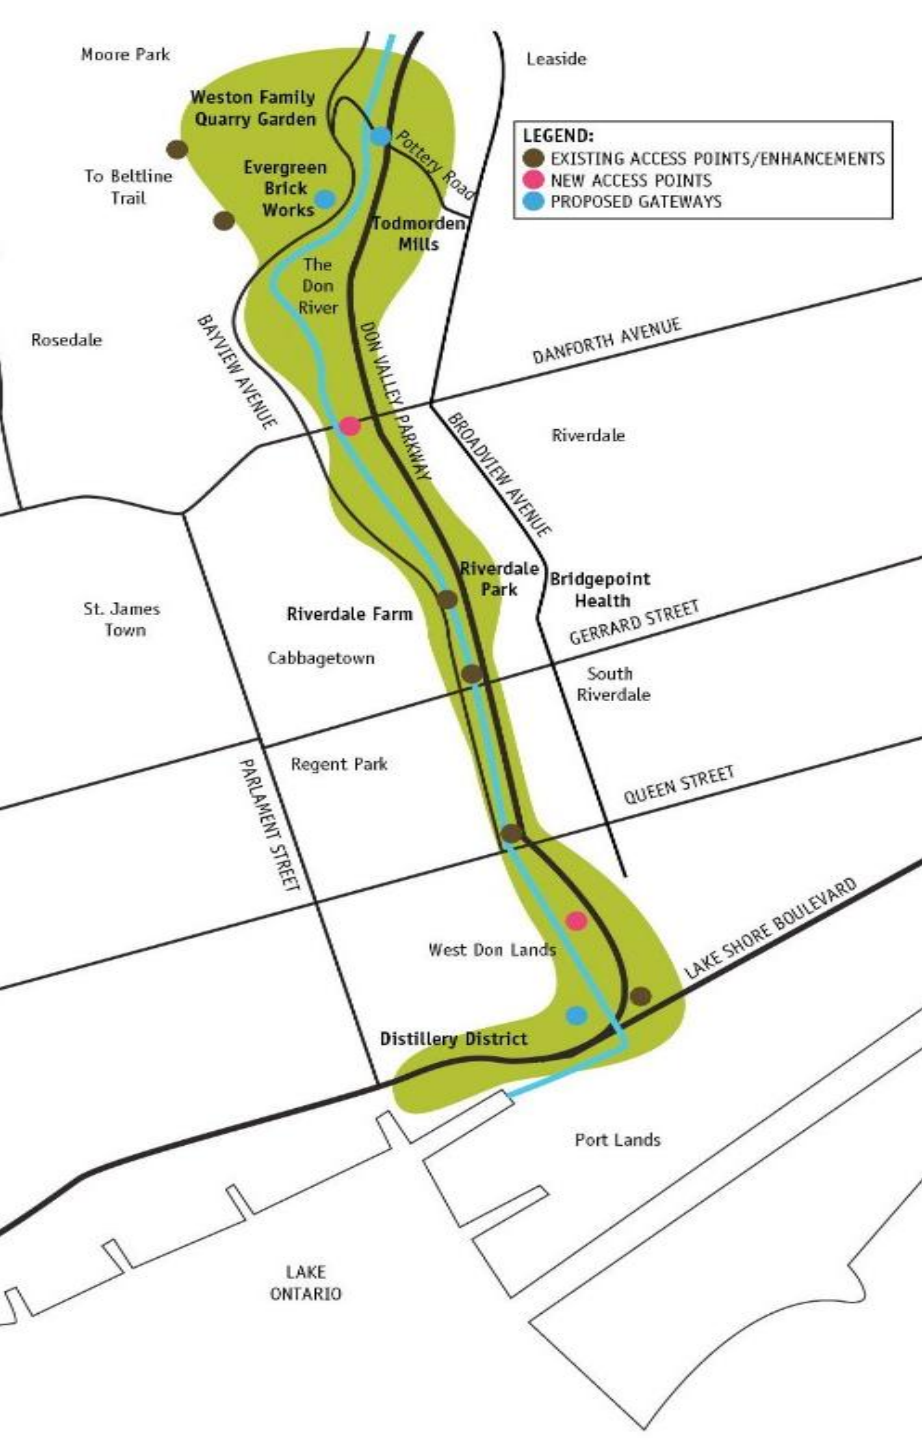 Moore Park
Leaside
Weston Family
Quarry Garden
LEGEND:
EXISTING ACCESS POINTS/ENHANCEMENTS
NEW ACCESS POINTS
PROPOSED GATEWAYS
Pottery Road
To Beltline
Trail
Evergreen
Brick
Works
Todmorden
Mills
The
Don
River
Rosedale
BAYVIEW AVENUE
DON VALLEY PARKWAY
DANFORTH AVENUE
BROADVIEW AVENUE
Riverdale
Riverdale
Park
Bridgepoint
Health
St. James
Town
Riverdale Farm
GERRARD STREET
Cabbagetown
South
Riverdale
Regent Park
PARLAMENT STREET
QUEEN STREET
West Don Lands
LAKE SHORE BOULEVARD
Distillery District
Port Lands
LAKE
ONTARIO